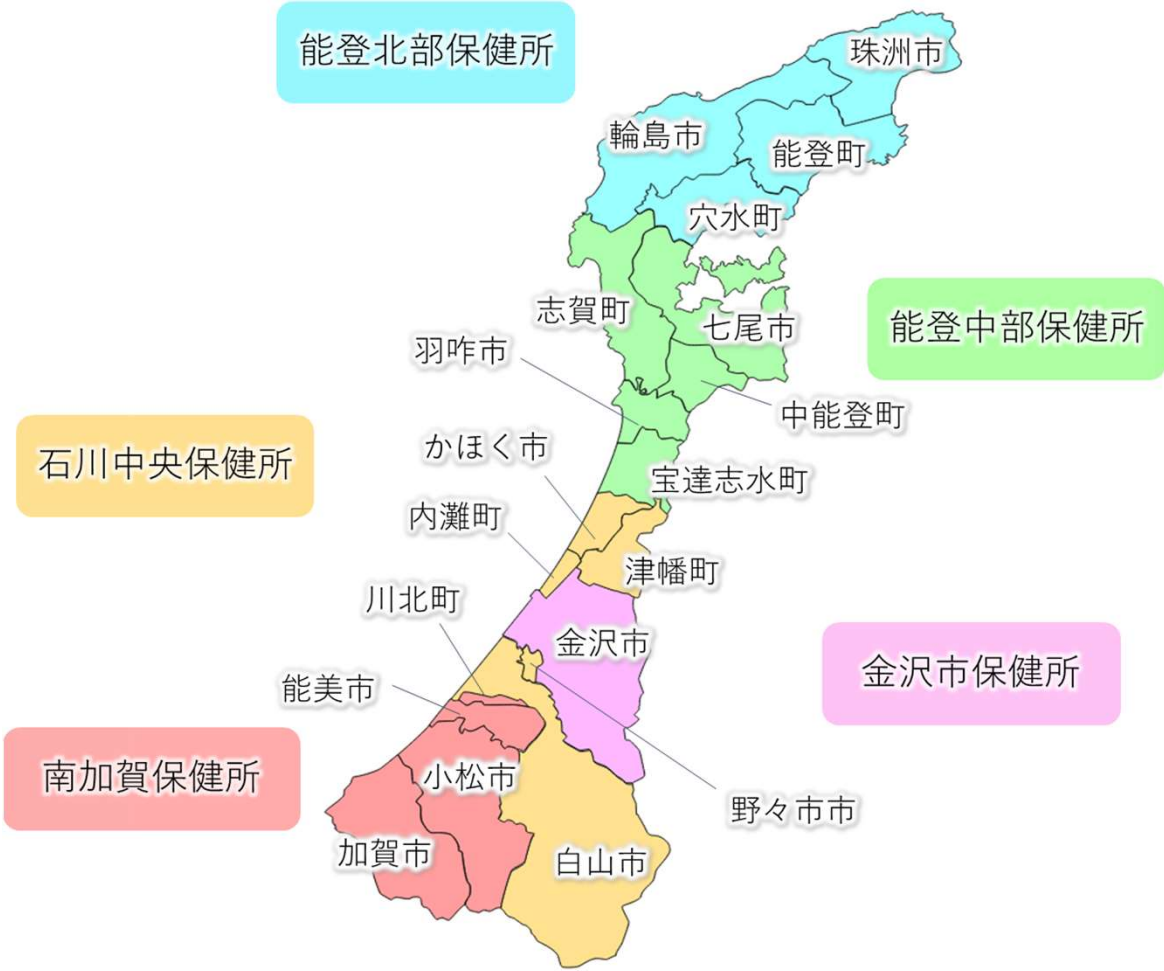 能登北部保健所
珠洲市
輪島市
能登町
穴水町
志賀町
七尾市
能登中部保健所
羽咋市
中能登町
かほく市
石川中央保健所
宝達志水町
内灘町
津幡町
川北町
金沢市
金沢市保健所
能美市
南加賀保健所
小松市
野々市市
加賀市
白山市